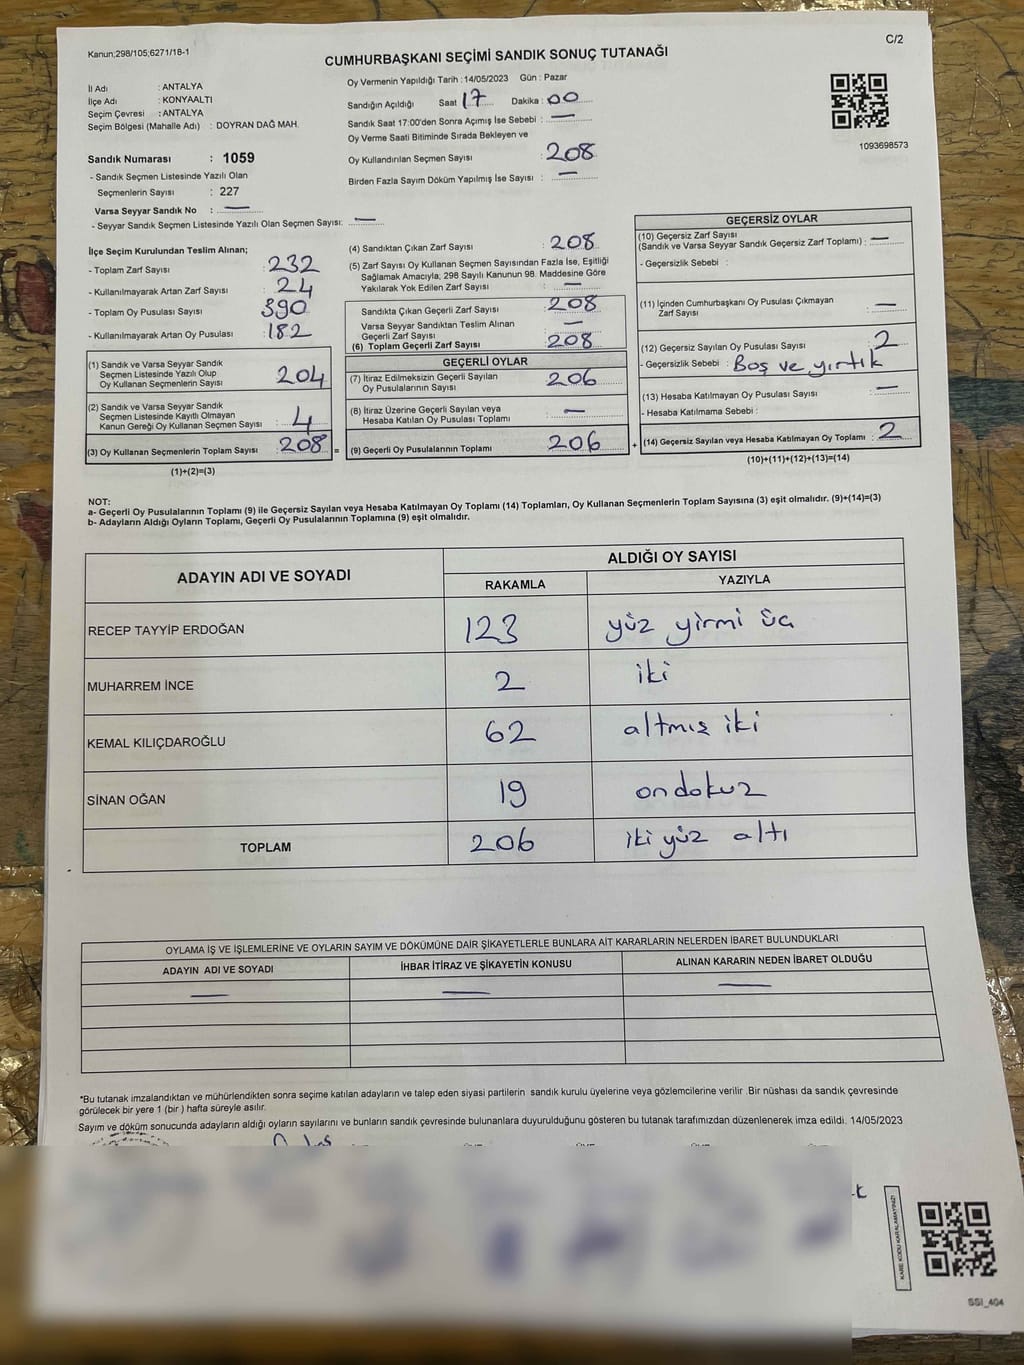 Kanun;298/105;6271/18-1
C/2
CUMHURBAŞKANI SEÇİMİ SANDIK SONUÇ TUTANAĞI
İl Adı : ANTALYA
İlçe Adı : KONYAALTI
Seçim Çevresi : ANTALYA
Seçim Bölgesi (Mahalle Adı) : DOYRAN DAĞ MAH.
Sandık Numarası : 1059
- Sandık Seçmen Listesinde Yazılı Olan
Seçmenlerin Sayısı : 227
Varsa Seyyar Sandık No : —
- Seyyar Sandık Seçmen Listesinde Yazılı Olan Seçmen Sayısı: —
Oy Vermenin Yapıldığı Tarih : 14/05/2023 Gün : Pazar
Sandığın Açıldığı Saat 17 Dakika : 00
Sandık Saat 17:00'den Sonra Açımış İse Sebebi : —
Oy Verme Saati Bitiminde Sırada Bekleyen ve
Oy Kullandırılan Seçmen Sayısı : 208
Birden Fazla Sayım Döküm Yapılmış İse Sayısı : —
1093698573
İlçe Seçim Kurulundan Teslim Alınan;
- Toplam Zarf Sayısı : 232
- Kullanılmayarak Artan Zarf Sayısı : 24
- Toplam Oy Pusulası Sayısı : 390
- Kullanılmayarak Artan Oy Pusulası : 182
(1) Sandık ve Varsa Seyyar Sandık
Seçmen Listesinde Yazılı Olup
Oy Kullanan Seçmenlerin Sayısı : 204
(2) Sandık ve Varsa Seyyar Sandık
Seçmen Listesinde Kayıtlı Olmayan
Kanun Gereği Oy Kullanan Seçmen Sayısı : 4
(3) Oy Kullanan Seçmenlerin Toplam Sayısı : 208 =
(1)+(2)=(3)
(4) Sandıktan Çıkan Zarf Sayısı : 208
(5) Zarf Sayısı Oy Kullanan Seçmen Sayısından Fazla İse, Eşitliği
Sağlamak Amacıyla, 298 Sayılı Kanunun 98. Maddesine Göre
Yakılarak Yok Edilen Zarf Sayısı : —
Sandıkta Çıkan Geçerli Zarf Sayısı : 208
Varsa Seyyar Sandıktan Teslim Alınan
Geçerli Zarf Sayısı : —
(6) Toplam Geçerli Zarf Sayısı : 208
GEÇERLİ OYLAR
(7) İtiraz Edilmeksizin Geçerli Sayılan
Oy Pusulalarının Sayısı : 206
(8) İtiraz Üzerine Geçerli Sayılan veya
Hesaba Katılan Oy Pusulası Toplamı : —
(9) Geçerli Oy Pusulalarının Toplamı : 206 +
GEÇERSİZ OYLAR
(10) Geçersiz Zarf Sayısı
(Sandık ve Varsa Seyyar Sandık Geçersiz Zarf Toplamı) : —
- Geçersizlik Sebebi :
(11) İçinden Cumhurbaşkanı Oy Pusulası Çıkmayan
Zarf Sayısı : —
(12) Geçersiz Sayılan Oy Pusulası Sayısı : 2
- Geçersizlik Sebebi : Boş ve yırtık
(13) Hesaba Katılmayan Oy Pusulası Sayısı : —
- Hesaba Katılmama Sebebi :
(14) Geçersiz Sayılan veya Hesaba Katılmayan Oy Toplamı : 2
(10)+(11)+(12)+(13)=(14)
NOT:
a- Geçerli Oy Pusulalarının Toplamı (9) ile Geçersiz Sayılan veya Hesaba Katılmayan Oy Toplamı (14) Toplamları, Oy Kullanan Seçmenlerin Toplam Sayısına (3) eşit olmalıdır. (9)+(14)=(3)
b- Adayların Aldığı Oyların Toplamı, Geçerli Oy Pusulalarının Toplamına (9) eşit olmalıdır.
ADAYIN ADI VE SOYADI
ALDIĞI OY SAYISI
RAKAMLA YAZIYLA
RECEP TAYYİP ERDOĞAN 123 yüz yirmi üç
MUHARREM İNCE 2 iki
KEMAL KILIÇDAROĞLU 62 altmış iki
SİNAN OĞAN 19 ondokuz
TOPLAM 206 iki yüz altı
OYLAMA İŞ VE İŞLEMLERİNE VE OYLARIN SAYIM VE DÖKÜMÜNE DAİR ŞİKAYETLERLE BUNLARA AİT KARARLARIN NELERDEN İBARET BULUNDUKLARI
ADAYIN ADI VE SOYADI İHBAR İTİRAZ VE ŞİKAYETİN KONUSU ALINAN KARARIN NEDEN İBARET OLDUĞU
— — —
*Bu tutanak imzalandıktan ve mühürlendikten sonra seçime katılan adayların ve talep eden siyasi partilerin sandık kurulu üyelerine veya gözlemcilerine verilir .Bir nüshası da sandık çevresinde
görülecek bir yere 1 (bir ) hafta süreyle asılır.
Sayım ve döküm sonucunda adayların aldığı oyların sayılarını ve bunların sandık çevresinde bulunanlara duyurulduğunu gösteren bu tutanak tarafımızdan düzenlenerek imza edildi. 14/05/2023
KARE KODU KARALAMAYINIZ!
SSI_404